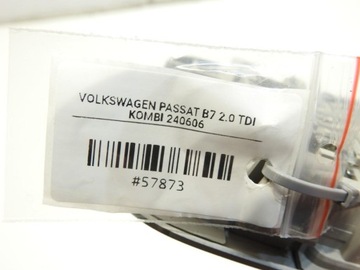 VOLKSWAGEN PASSAT B7 2.0 TDI
KOMBI 240606
#57873